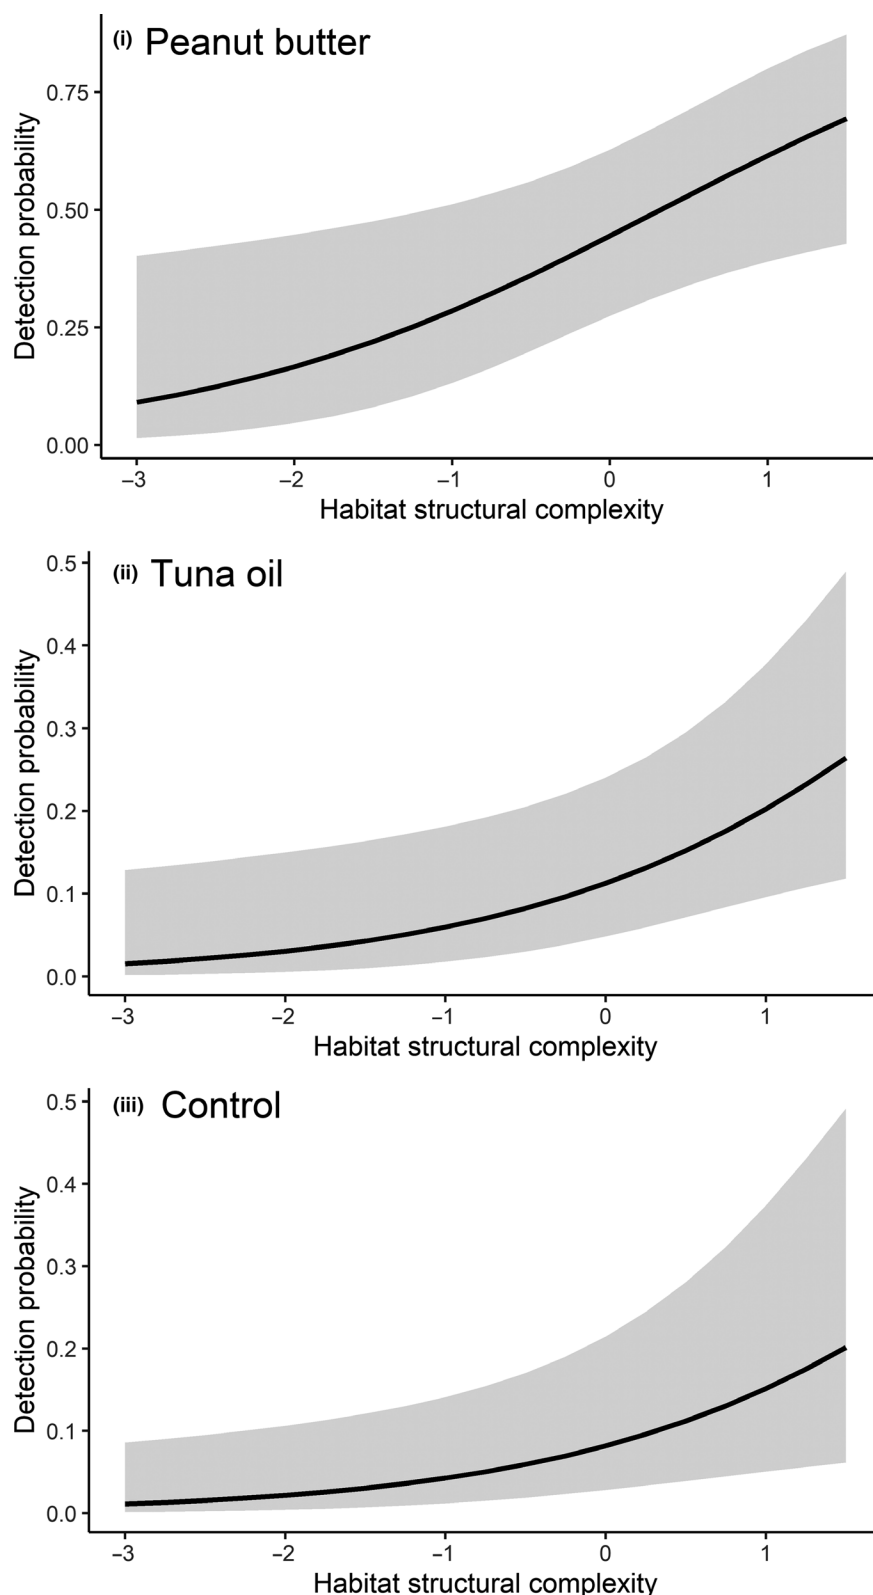 (i) Peanut butter
Detection probability
0.75
0.50
0.25
0.00
−3 −2 −1 0 1
Habitat structural complexity
(ii) Tuna oil
Detection probability
0.5
0.4
0.3
0.2
0.1
0.0
−3 −2 −1 0 1
Habitat structural complexity
(iii) Control
Detection probability
0.5
0.4
0.3
0.2
0.1
0.0
−3 −2 −1 0 1
Habitat structural complexity